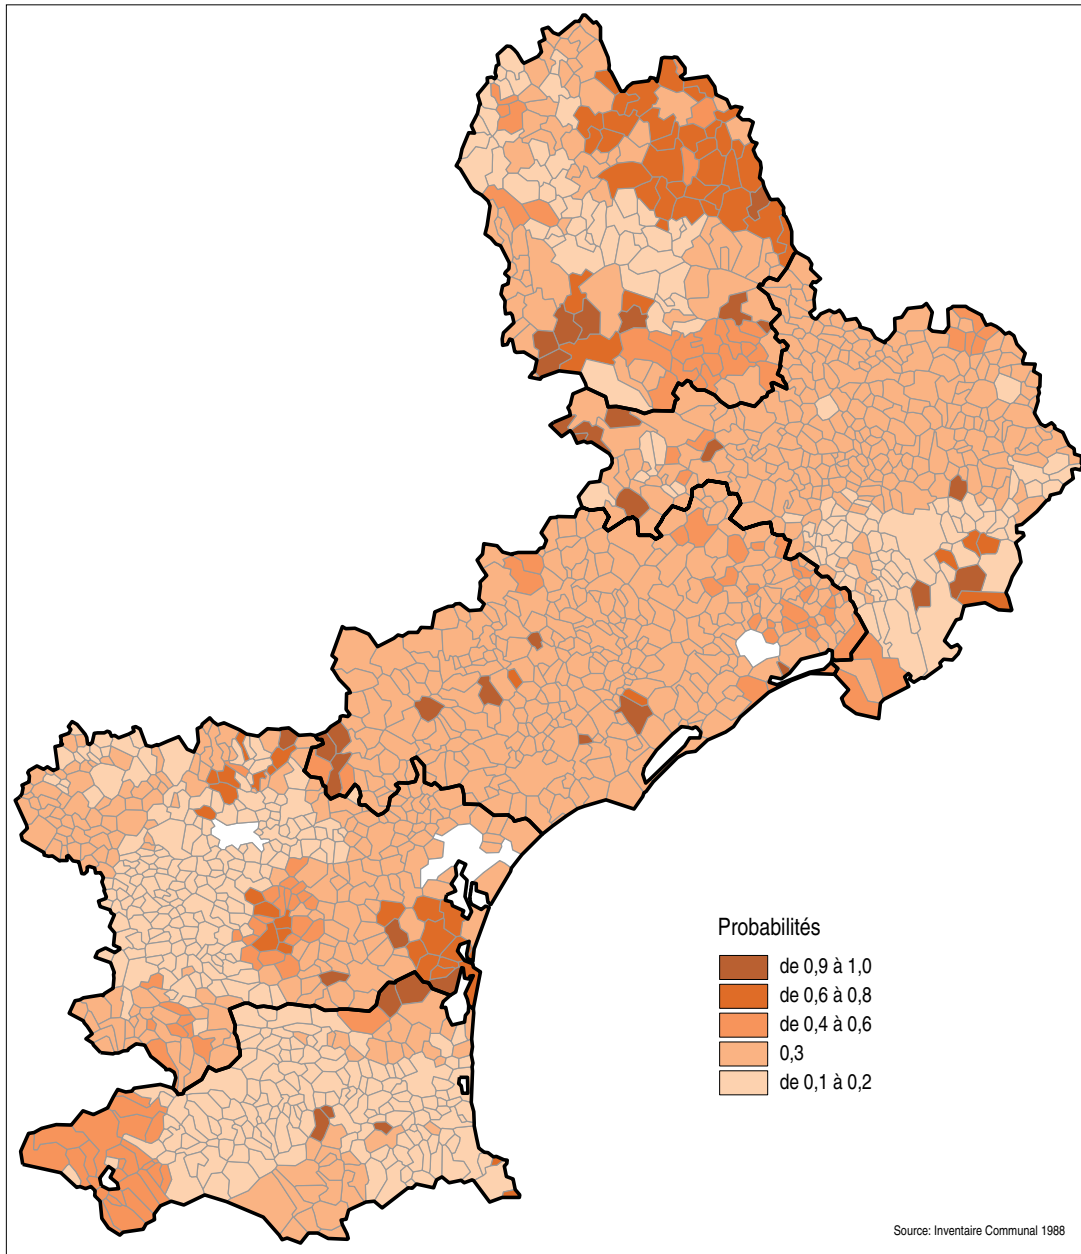 Probabilités
de 0,9 à 1,0
de 0,6 à 0,8
de 0,4 à 0,6
0,3
de 0,1 à 0,2
Source: Inventaire Communal 1988